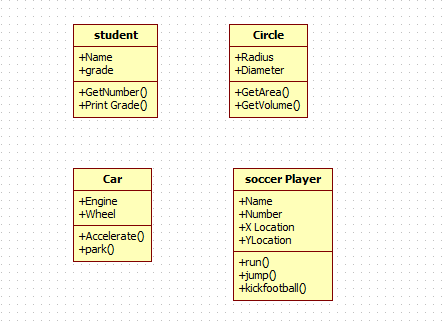 student
+Name
+grade
+GetNumber()
+Print Grade()
Circle
+Radius
+Diameter
+GetArea()
+GetVolume()
Car
+Engine
+Wheel
+Accelerate()
+park()
soccer Player
+Name
+Number
+X Location
+YLocation
+run()
+jump()
+kickfootball()